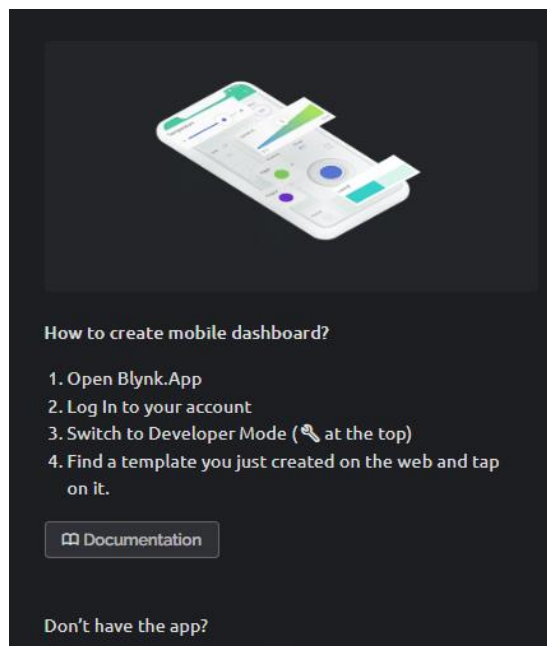 How to create mobile dashboard?
1. Open Blynk.App
2. Log In to your account
3. Switch to Developer Mode ( at the top)
4. Find a template you just created on the web and tap
on it.
Documentation
Don’t have the app?